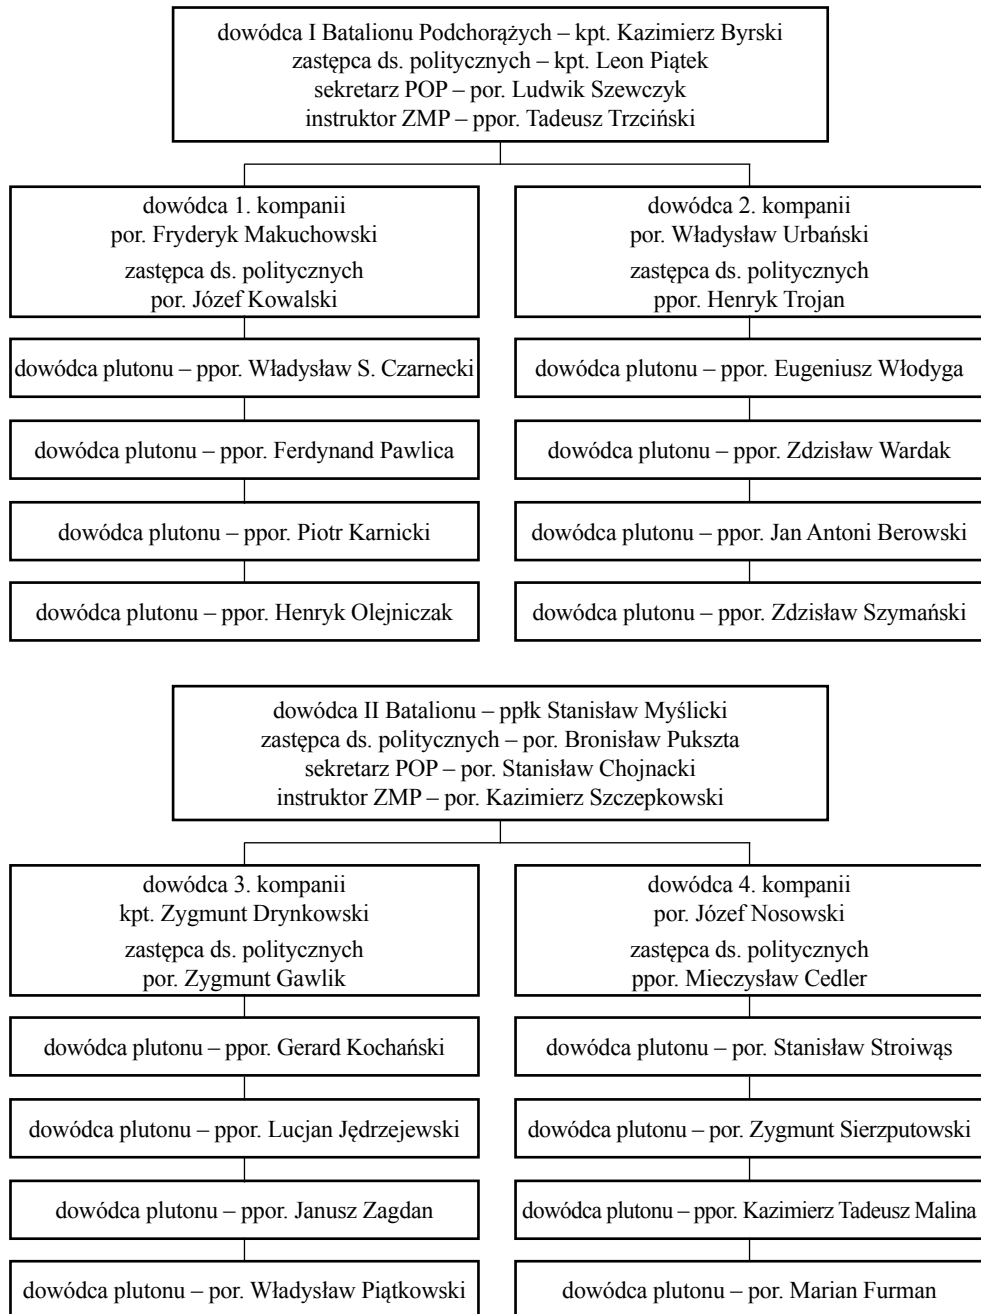 dowódca I Batalionu Podchorążych – kpt. Kazimierz Byrski
zastępca ds. politycznych – kpt. Leon Piątek
sekretarz POP – por. Ludwik Szewczyk
instruktor ZMP – ppor. Tadeusz Trzciński
dowódca 1. kompanii
por. Fryderyk Makuchowski
zastępca ds. politycznych
por. Józef Kowalski
dowódca plutonu – ppor. Władysław S. Czarnecki
dowódca plutonu – ppor. Ferdynand Pawlica
dowódca plutonu – ppor. Piotr Karnicki
dowódca plutonu – ppor. Henryk Olejniczak
dowódca 2. kompanii
por. Władysław Urbański
zastępca ds. politycznych
ppor. Henryk Trojan
dowódca plutonu – ppor. Eugeniusz Włodyga
dowódca plutonu – ppor. Zdzisław Wardak
dowódca plutonu – ppor. Jan Antoni Berowski
dowódca plutonu – ppor. Zdzisław Szymański
dowódca II Batalionu – ppłk Stanisław Myślicki
zastępca ds. politycznych – por. Bronisław Pukszta
sekretarz POP – por. Stanisław Chojnacki
instruktor ZMP – por. Kazimierz Szczepkowski
dowódca 3. kompanii
kpt. Zygmunt Drynkowski
zastępca ds. politycznych
por. Zygmunt Gawlik
dowódca plutonu – ppor. Gerard Kochański
dowódca plutonu – ppor. Lucjan Jędrzejewski
dowódca plutonu – ppor. Janusz Zagdan
dowódca plutonu – por. Władysław Piątkowski
dowódca 4. kompanii
por. Józef Nosowski
zastępca ds. politycznych
ppor. Mieczysław Cedler
dowódca plutonu – por. Stanisław Stroiwąs
dowódca plutonu – por. Zygmunt Sierzputowski
dowódca plutonu – ppor. Kazimierz Tadeusz Malina
dowódca plutonu – por. Marian Furman